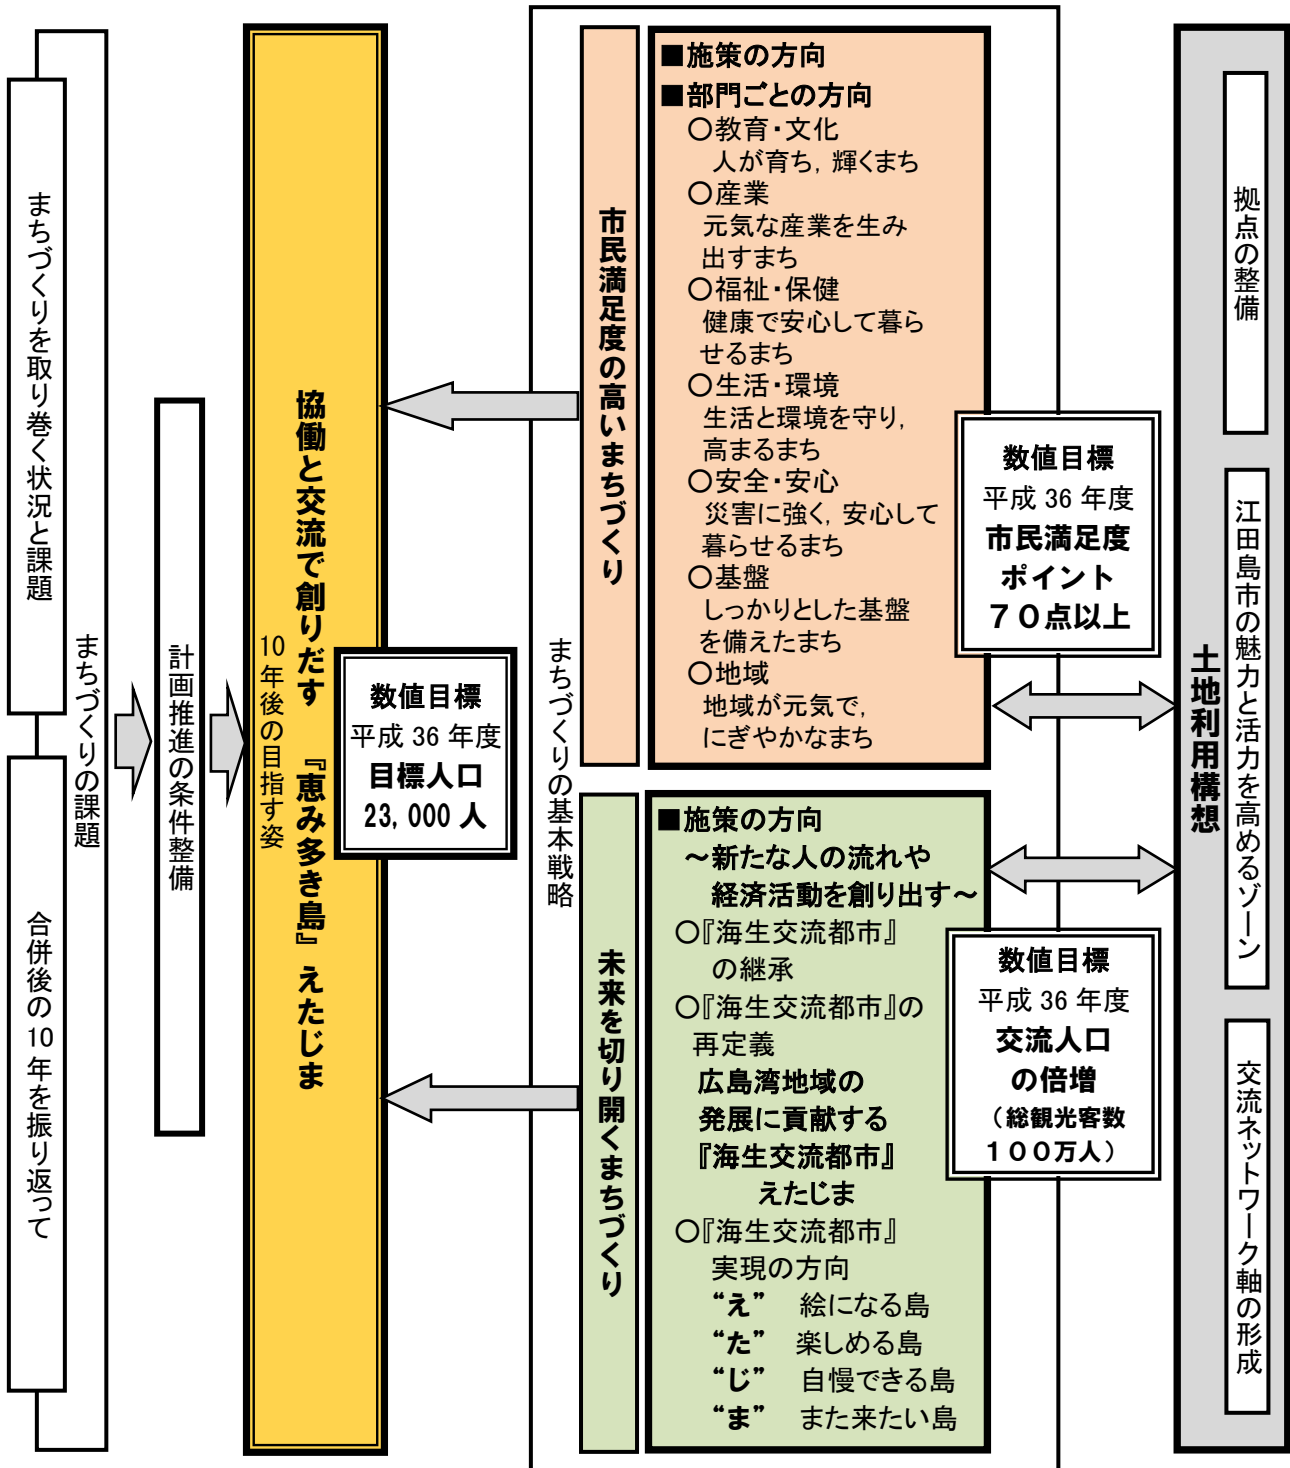 まちづくりを取り巻く状況と課題
合併後の10年を振り返って
まちづくりの課題
計画推進の条件整備
10年後の目指す姿
協働と交流で創りだす 『恵み多き島』 えたじま
数値目標
平成 36 年度
目標人口
23,000 人
まちづくりの基本戦略
市民満足度の高いまちづくり
■施策の方向
■部門ごとの方向
○教育・文化
人が育ち,輝くまち
○産業
元気な産業を生み
出すまち
○福祉・保健
健康で安心して暮ら
せるまち
○生活・環境
生活と環境を守り,
高まるまち
○安全・安心
災害に強く,安心して
暮らせるまち
○基盤
しっかりとした基盤
を備えたまち
○地域
地域が元気で,
にぎやかなまち
数値目標
平成 36 年度
市民満足度
ポイント
70点以上
未来を切り開くまちづくり
■施策の方向
~新たな人の流れや
経済活動を創り出す~
○『海生交流都市』
の継承
○『海生交流都市』の
再定義
広島湾地域の
発展に貢献する
『海生交流都市』
えたじま
○『海生交流都市』
実現の方向
“え” 絵になる島
“た” 楽しめる島
“じ” 自慢できる島
“ま” また来たい島
数値目標
平成 36 年度
交流人口
の倍増
(総観光客数
100万人)
土地利用構想
拠点の整備
江田島市の魅力と活力を高めるゾーン
交流ネットワーク軸の形成